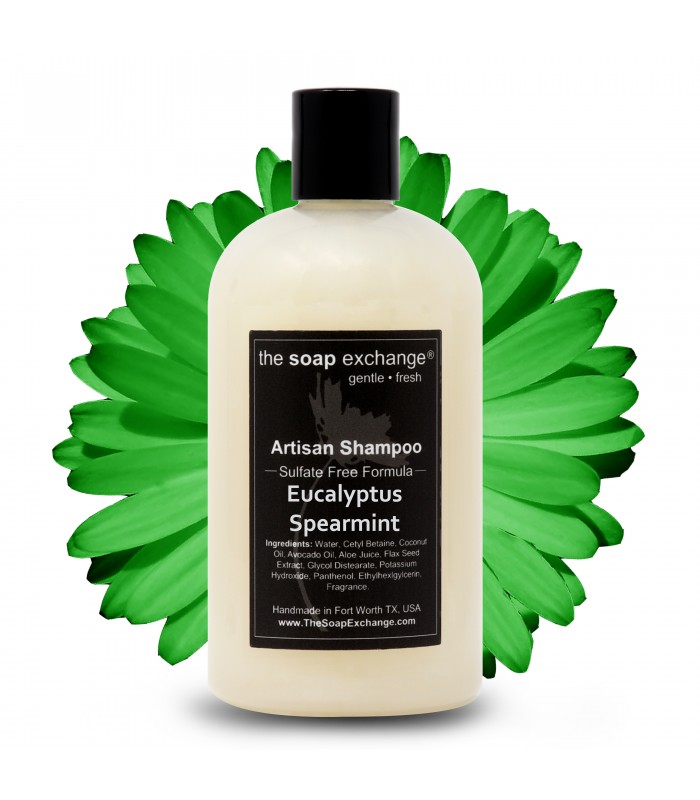 the soap exchange®
gentle • fresh
Artisan Shampoo
Sulfate Free Formula
Eucalyptus
Spearmint
Ingredients: Water, Cetyl Betaine, Coconut
Oil, Avocado Oil, Aloe Juice, Flax Seed
Extract, Glycol Distearate, Potassium
Hydroxide, Panthenol, Ethylhexlgylcerin,
Fragrance.
Handmade in Fort Worth TX, USA
www.TheSoapExchange.com